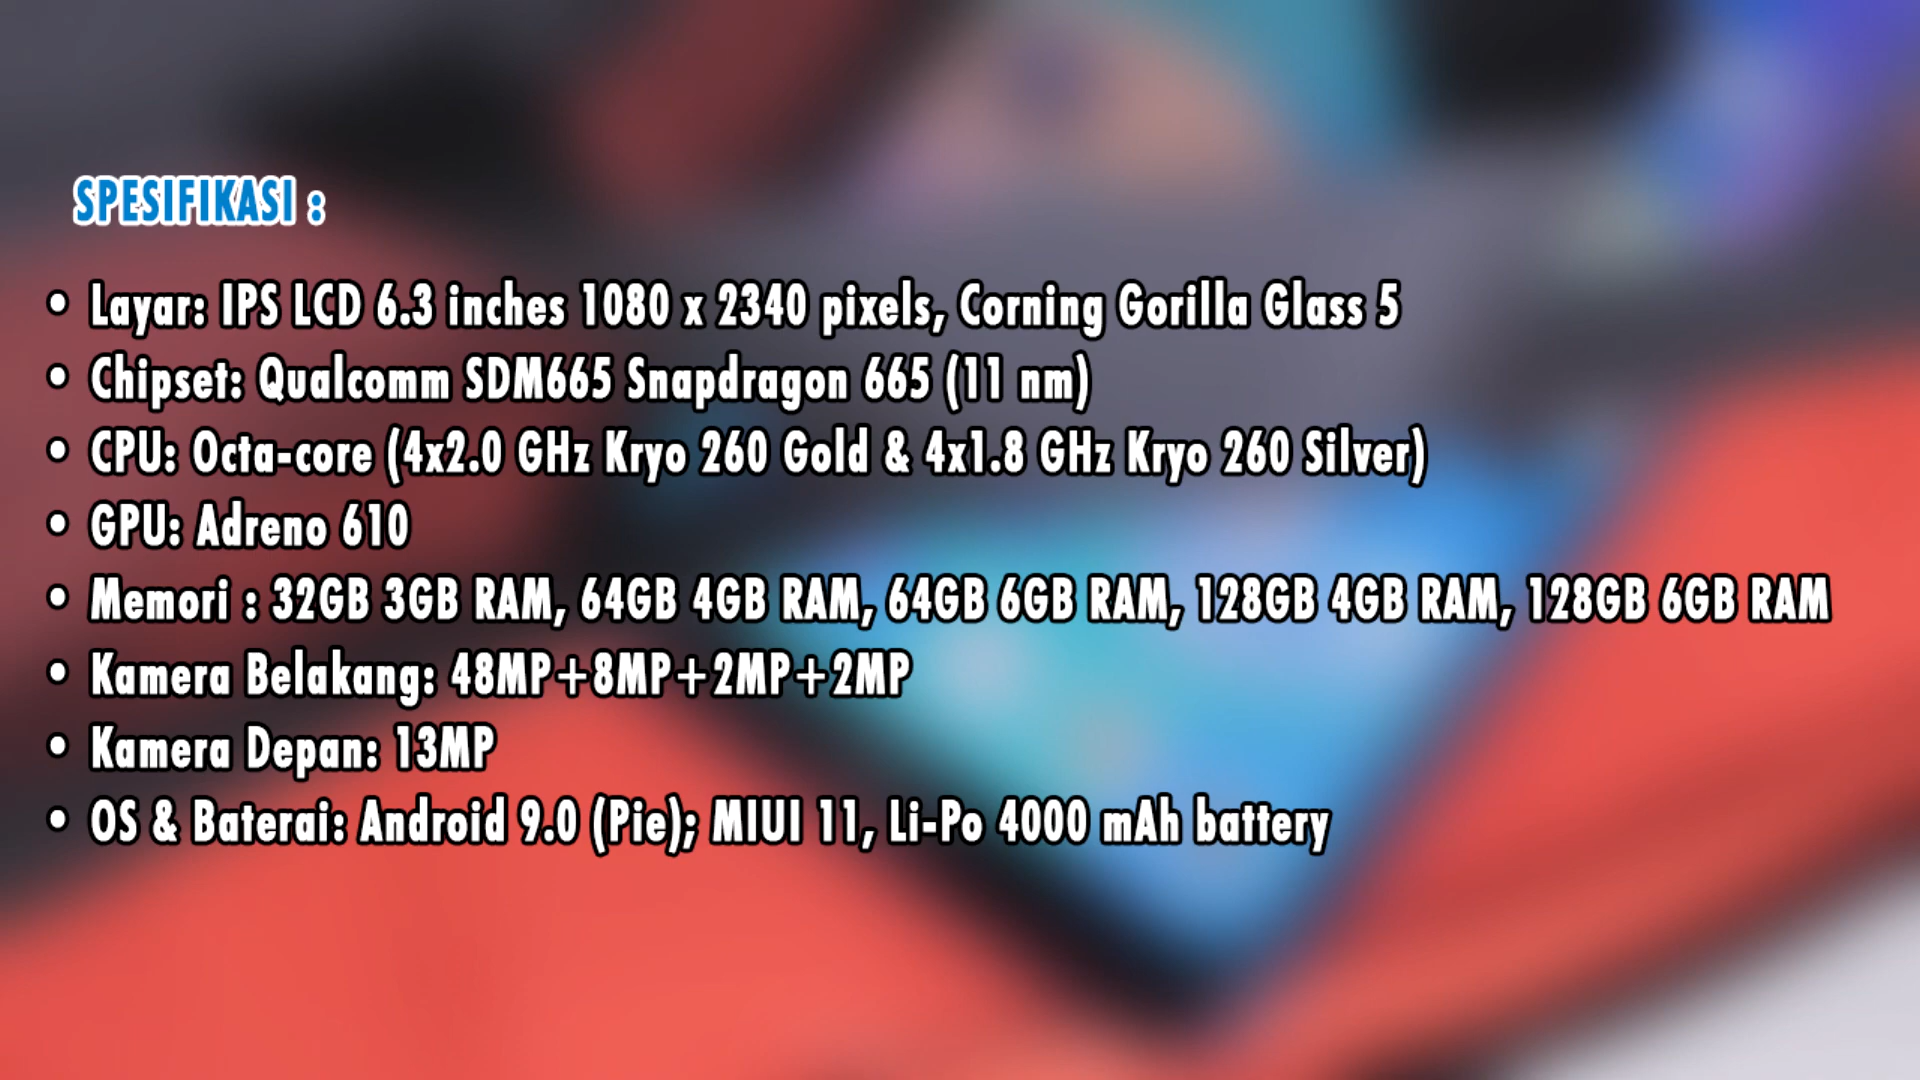 SPESIFIKASI :
• Layar: IPS LCD 6.3 inches 1080 x 2340 pixels, Corning Gorilla Glass 5
• Chipset: Qualcomm SDM665 Snapdragon 665 (11 nm)
• CPU: Octa-core (4x2.0 GHz Kryo 260 Gold & 4x1.8 GHz Kryo 260 Silver)
• GPU: Adreno 610
• Memori : 32GB 3GB RAM, 64GB 4GB RAM, 64GB 6GB RAM, 128GB 4GB RAM, 128GB 6GB RAM
• Kamera Belakang: 48MP+8MP+2MP+2MP
• Kamera Depan: 13MP
• OS & Baterai: Android 9.0 (Pie); MIUI 11, Li-Po 4000 mAh battery